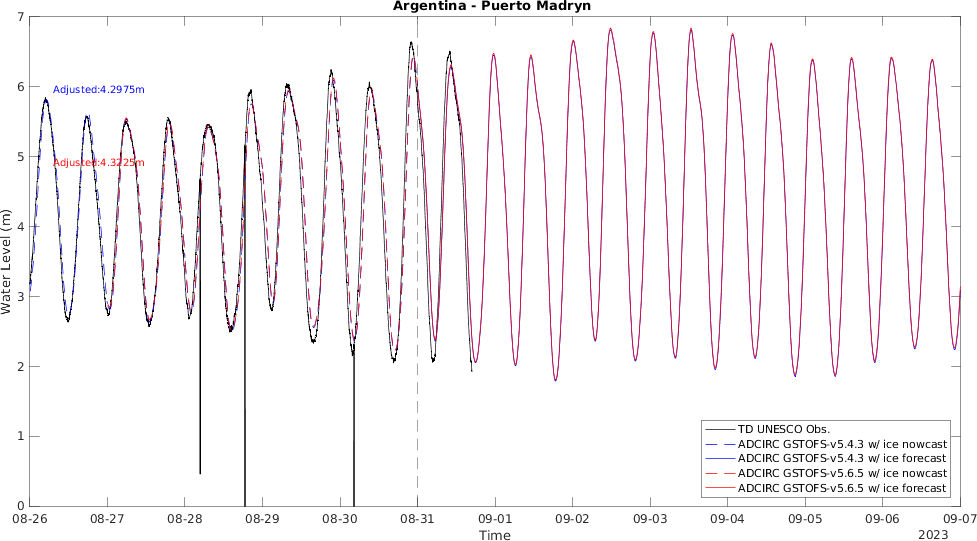 Argentina - Puerto Madryn
7
6
5
4
3
2
1
0
Water Level (m)
Adjusted:4.2975m
Adjusted:4.3225m
TD UNESCO Obs.
ADCIRC GSTOFS-v5.4.3 w/ ice nowcast
ADCIRC GSTOFS-v5.4.3 w/ ice forecast
ADCIRC GSTOFS-v5.6.5 w/ ice nowcast
ADCIRC GSTOFS-v5.6.5 w/ ice forecast
08-26 08-27 08-28 08-29 08-30 08-31 09-01 09-02 09-03 09-04 09-05 09-06 09-07
Time
2023